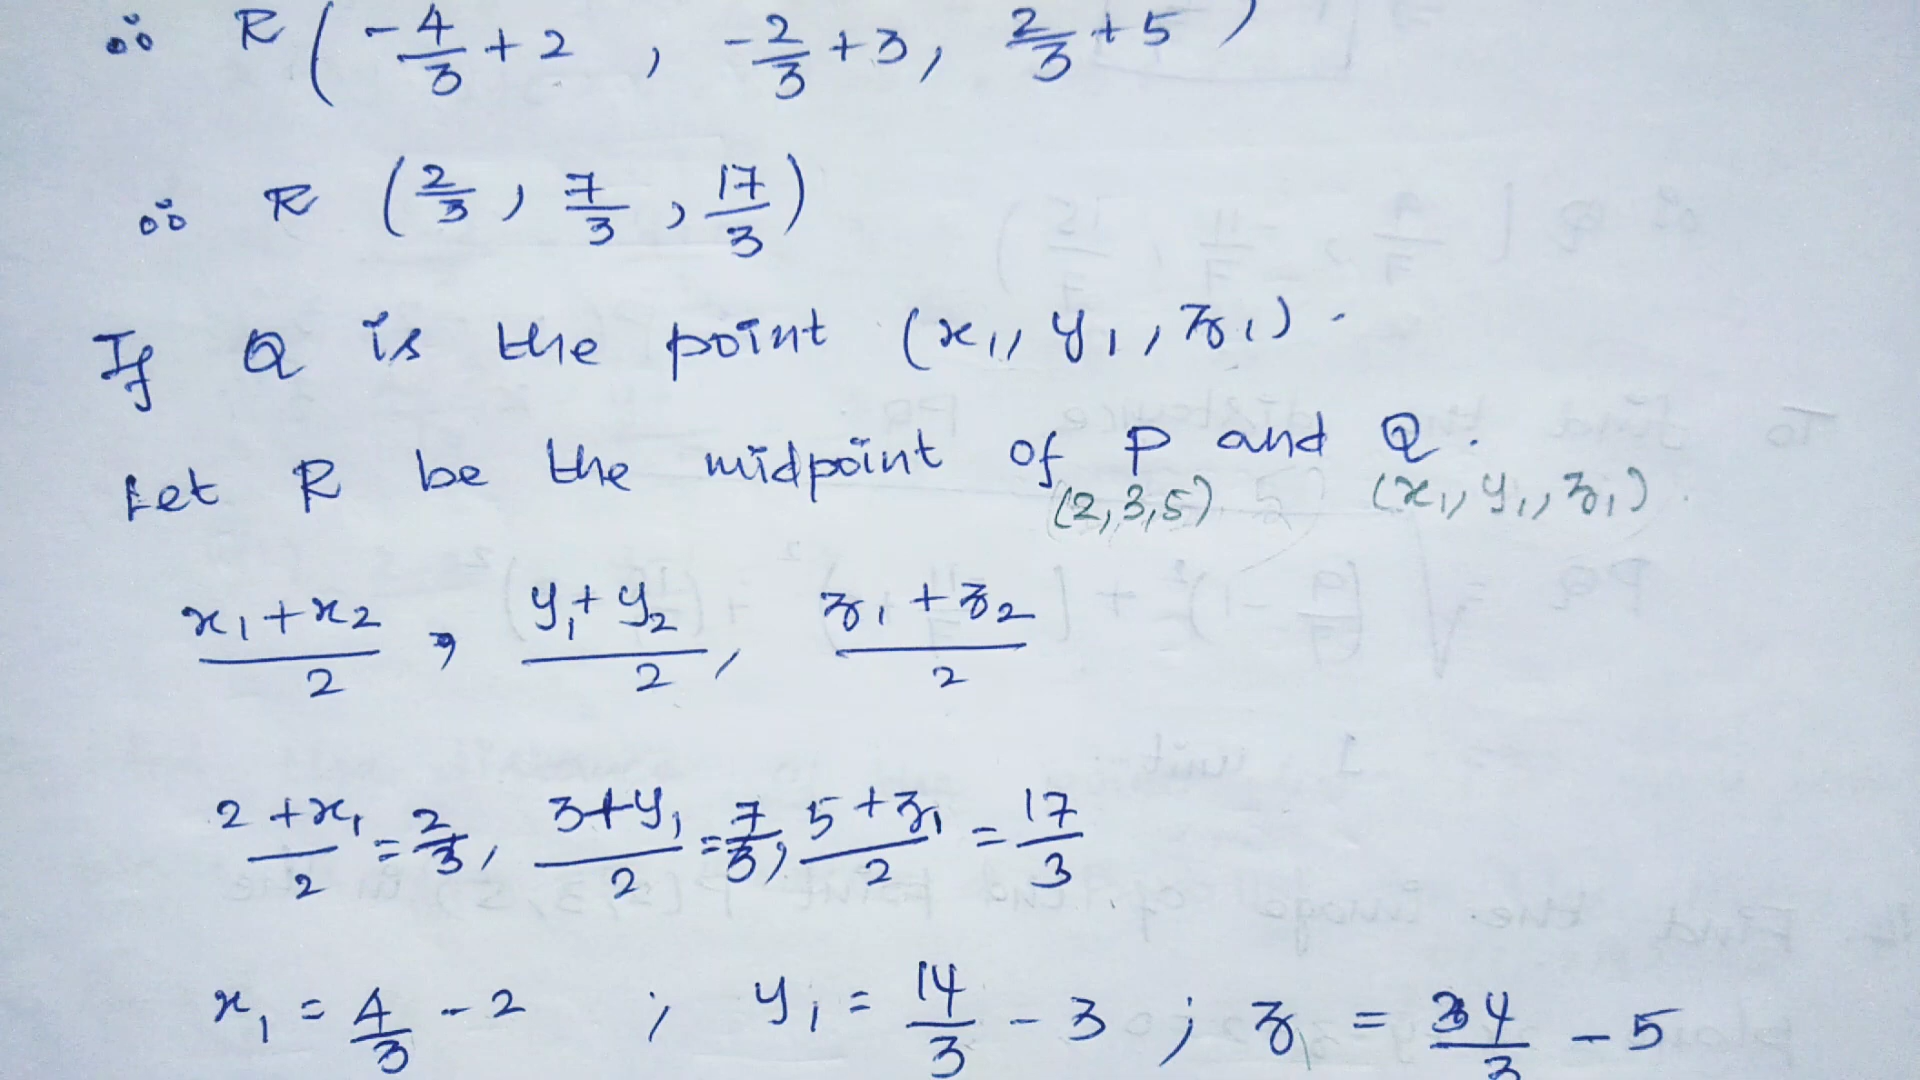 ∴ R (-4/3 + 2 , -2/3 + 3, 2/3 + 5)
∴ R (2/3 , 7/3 , 17/3)
If Q is the point (x₁, y₁, z₁).
Let R be the midpoint of P and Q.
(2,3,5) (x₁, y₁, z₁).
x₁+x₂/2 , y₁+y₂/2 , z₁+z₂/2
2+x₁/2 = 2/3, 3+y₁/2 = 7/3, 5+z₁/2 = 17/3
x₁ = 4/3 - 2 ; y₁ = 14/3 - 3 ; z₁ = 34/3 - 5